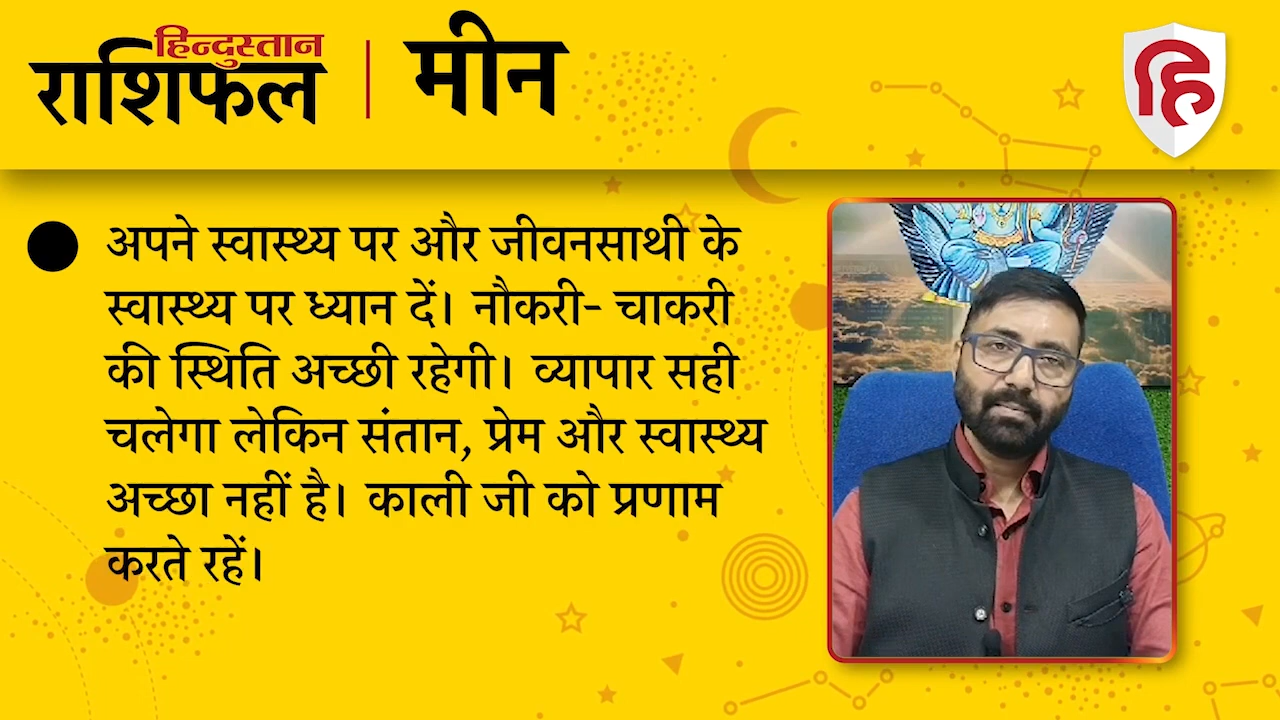 हिन्दुस्तान
राशिफल
मीन
हि
अपने स्वास्थ्य पर और जीवनसाथी के
स्वास्थ्य पर ध्यान दें। नौकरी- चाकरी
की स्थिति अच्छी रहेगी। व्यापार सही
चलेगा लेकिन संतान, प्रेम और स्वास्थ्य
अच्छा नहीं है। काली जी को प्रणाम
करते रहें।